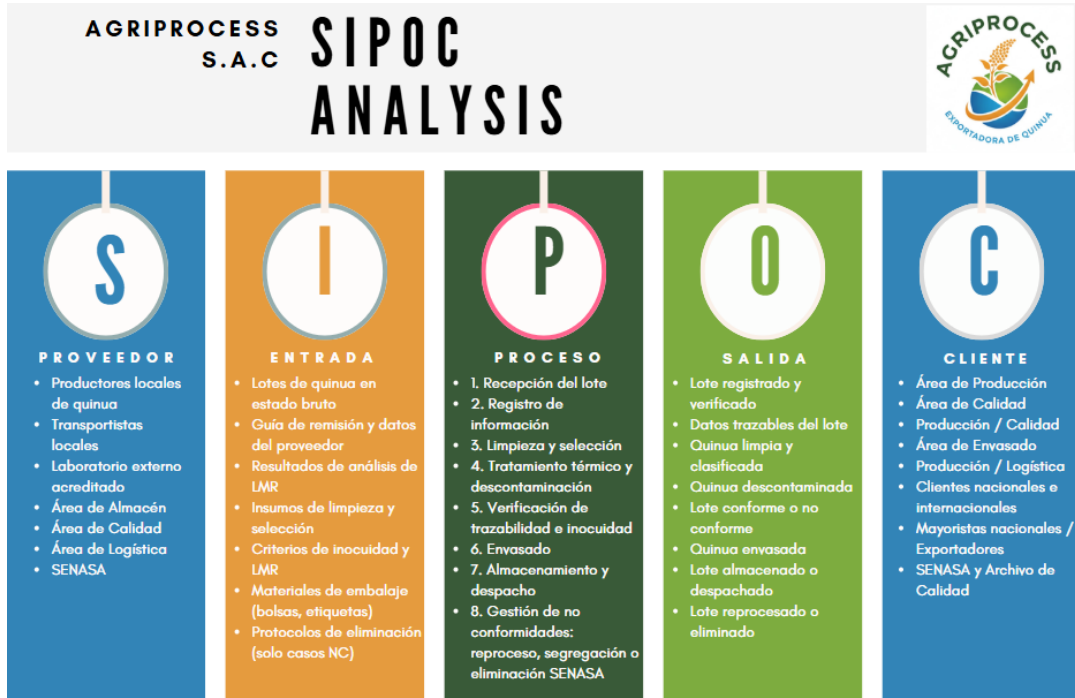 AGRIPROCESS
S.A.C
SIPOC
ANALYSIS
AGRIPROCESS
EXPORTADORA DE QUINUA
S
PROVEEDOR
• Productores locales
de quinua
• Transportistas
locales
• Laboratorio externo
acreditado
• Área de Almacén
• Área de Calidad
• Área de Logística
• SENASA
I
ENTRADA
• Lotes de quinua en
estado bruto
• Guía de remisión y datos
del proveedor
• Resultados de análisis de
LMR
• Insumos de limpieza y
selección
• Criterios de inocuidad y
LMR
• Materiales de embalaje
(bolsas, etiquetas)
• Protocolos de eliminación
(solo casos NC)
P
PROCESO
• 1. Recepción del lote
• 2. Registro de
información
• 3. Limpieza y selección
• 4. Tratamiento térmico y
descontaminación
• 5. Verificación de
trazabilidad e inocuidad
• 6. Envasado
• 7. Almacenamiento y
despacho
• 8. Gestión de no
conformidades:
reproceso, segregación o
eliminación SENASA
O
SALIDA
• Lote registrado y
verificado
• Datos trazables del lote
• Quinua limpia y
clasificada
• Quinua descontaminada
• Lote conforme o no
conforme
• Quinua envasada
• Lote almacenado o
despachado
• Lote reprocesado o
eliminado
C
CLIENTE
• Área de Producción
• Área de Calidad
• Producción / Calidad
• Área de Envasado
• Producción / Logística
• Clientes nacionales e
internacionales
• Mayoristas nacionales /
Exportadores
• SENASA y Archivo de
Calidad